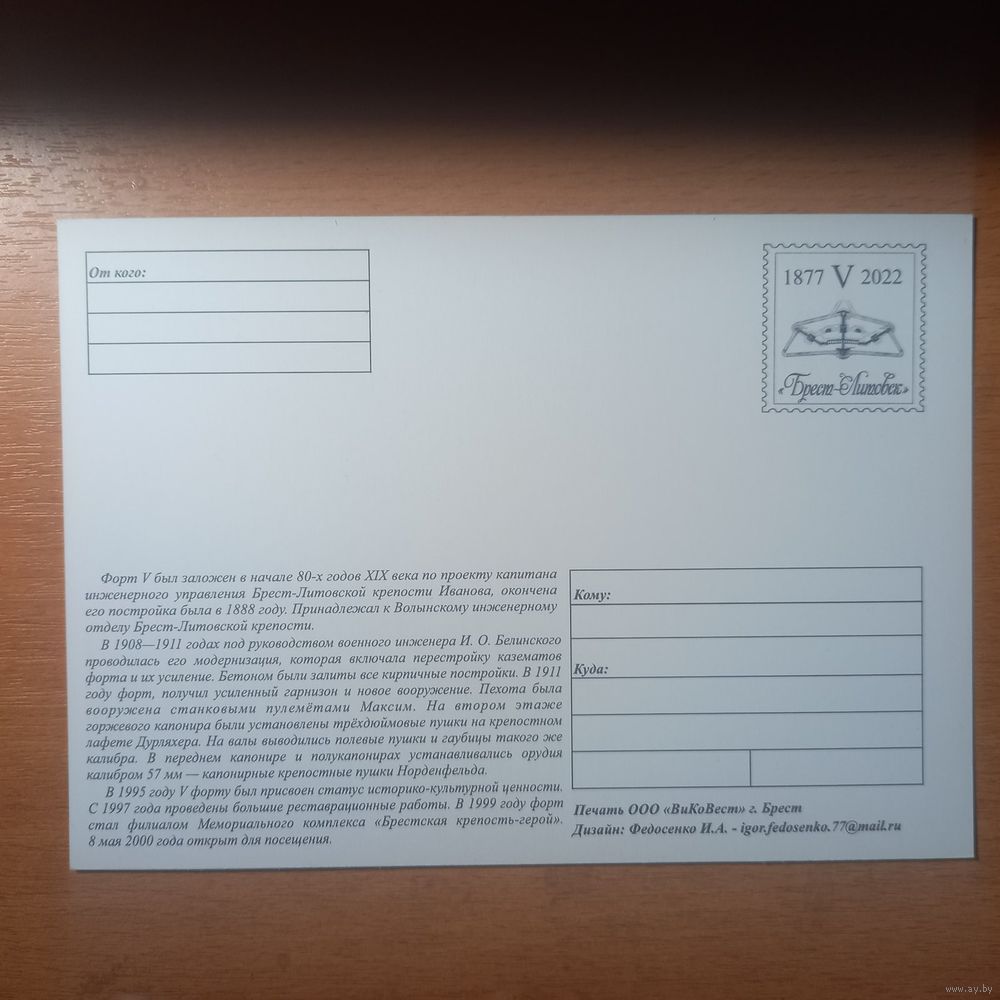 От кого:
1877 V 2022
«Брест-Литовск»
Форт V был заложен в начале 80-х годов XIX века по проекту капитана
инженерного управления Брест-Литовской крепости Иванова, окончена
его постройка была в 1888 году. Принадлежал к Волынскому инженерному
отделу Брест-Литовской крепости.
В 1908—1911 годах под руководством военного инженера И. О. Белинского
проводилась его модернизация, которая включала перестройку казематов
форта и их усиление. Бетоном были залиты все кирпичные постройки. В 1911
году форт, получил усиленный гарнизон и новое вооружение. Пехота была
вооружена станковыми пулемётами Максим. На втором этаже
горжевого капонира были установлены трёхдюймовые пушки на крепостном
лафете Дурляхера. На валы выводились полевые пушки и гаубицы такого же
калибра. В переднем капонире и полукапонирах устанавливались орудия
калибром 57 мм — капонирные крепостные пушки Норденфельда.
В 1995 году V форту был присвоен статус историко-культурной ценности.
С 1997 года проведены большие реставрационные работы. В 1999 году форт
стал филиалом Мемориального комплекса «Брестская крепость-герой».
8 мая 2000 года открыт для посещения.
Кому:
Куда:
Печать ООО «ВиКоВест» г. Брест
Дизайн: Федосенко И.А. - igor.fedosenko.77@mail.ru
www.ay.by